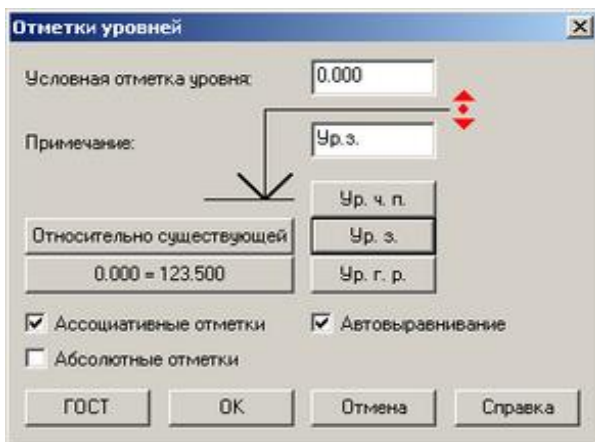 Отметки уровней
Условная отметка уровня: 0.000
Примечание: Ур.з.
Ур. ч. п.
Относительно существующей Ур. з.
0.000 = 123.500 Ур. г. р.
Ассоциативные отметки Автовыравнивание
Абсолютные отметки
ГОСТ OK Отмена Справка